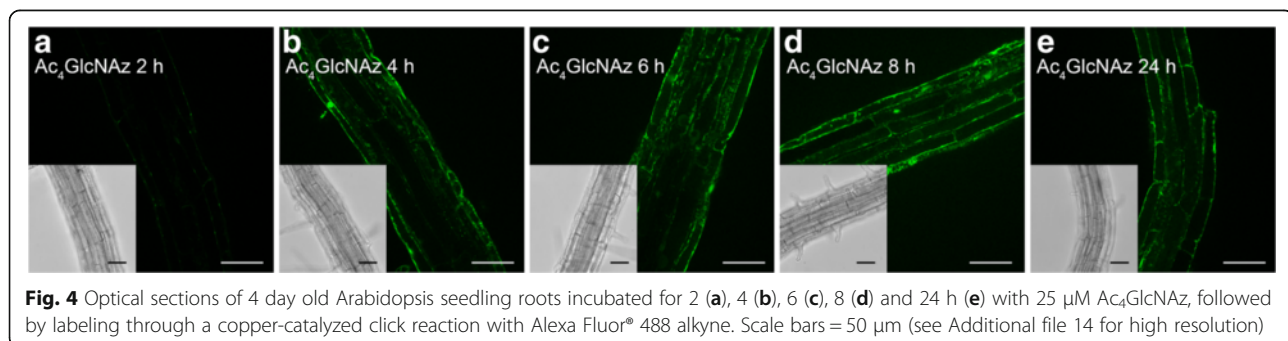 a
Ac₄GlcNAz 2 h
b
Ac₄GlcNAz 4 h
c
Ac₄GlcNAz 6 h
d
Ac₄GlcNAz 8 h
e
Ac₄GlcNAz 24 h
Fig. 4 Optical sections of 4 day old Arabidopsis seedling roots incubated for 2 (a), 4 (b), 6 (c), 8 (d) and 24 h (e) with 25 μM Ac₄GlcNAz, followed
by labeling through a copper-catalyzed click reaction with Alexa Fluor® 488 alkyne. Scale bars = 50 μm (see Additional file 14 for high resolution)